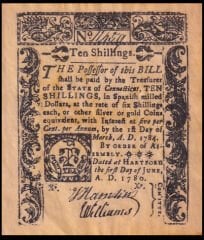 No
Ten Shillings.
THE Possessor of this BILL
shall be paid by the Treasurer
of the STATE of Connecticut, TEN
SHILLINGS, in Spanish milled
Dollars, at the rate of six Shillings
each, or other silver or gold Coins
equivalent, with Interest at five per
Cent. per Annum, by the 1st Day of
March, A. D. 1784.
BY ORDER of AS-
SEMBLY.
DATED at HARTFORD
the first Day of June,
A. D. 1780.
Williams